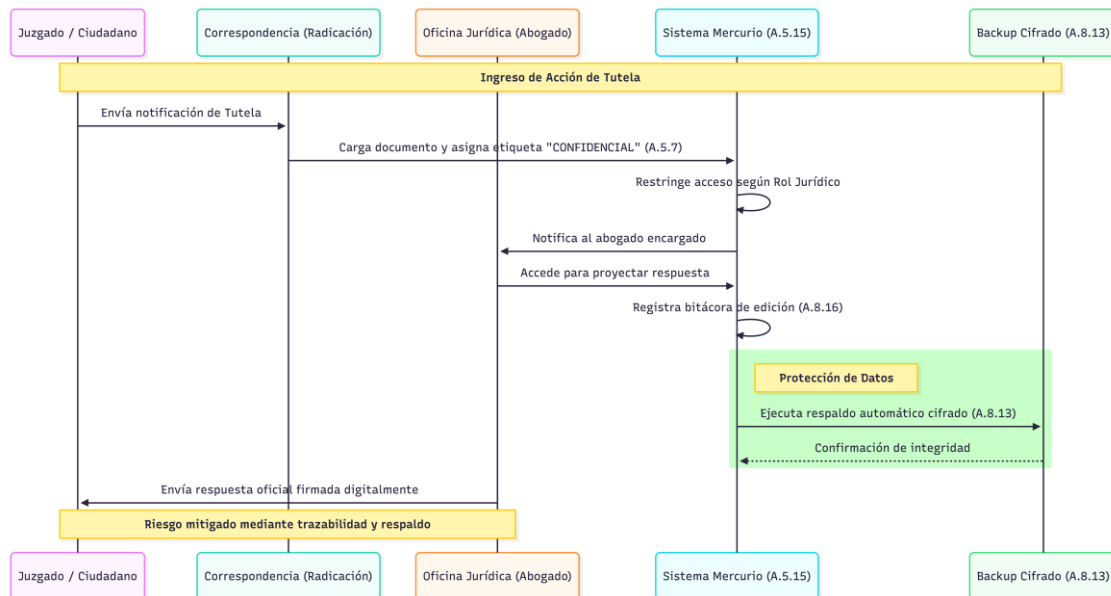 Juzgado / Ciudadano
Correspondencia (Radicación)
Oficina Jurídica (Abogado)
Sistema Mercurio (A.5.15)
Backup Cifrado (A.8.13)
Ingreso de Acción de Tutela
Envía notificación de Tutela
Carga documento y asigna etiqueta "CONFIDENCIAL" (A.5.7)
Restringe acceso según Rol Jurídico
Notifica al abogado encargado
Accede para proyectar respuesta
Registra bitácora de edición (A.8.16)
Protección de Datos
Ejecuta respaldo automático cifrado (A.8.13)
Confirmación de integridad
Envía respuesta oficial firmada digitalmente
Riesgo mitigado mediante trazabilidad y respaldo
Juzgado / Ciudadano
Correspondencia (Radicación)
Oficina Jurídica (Abogado)
Sistema Mercurio (A.5.15)
Backup Cifrado (A.8.13)